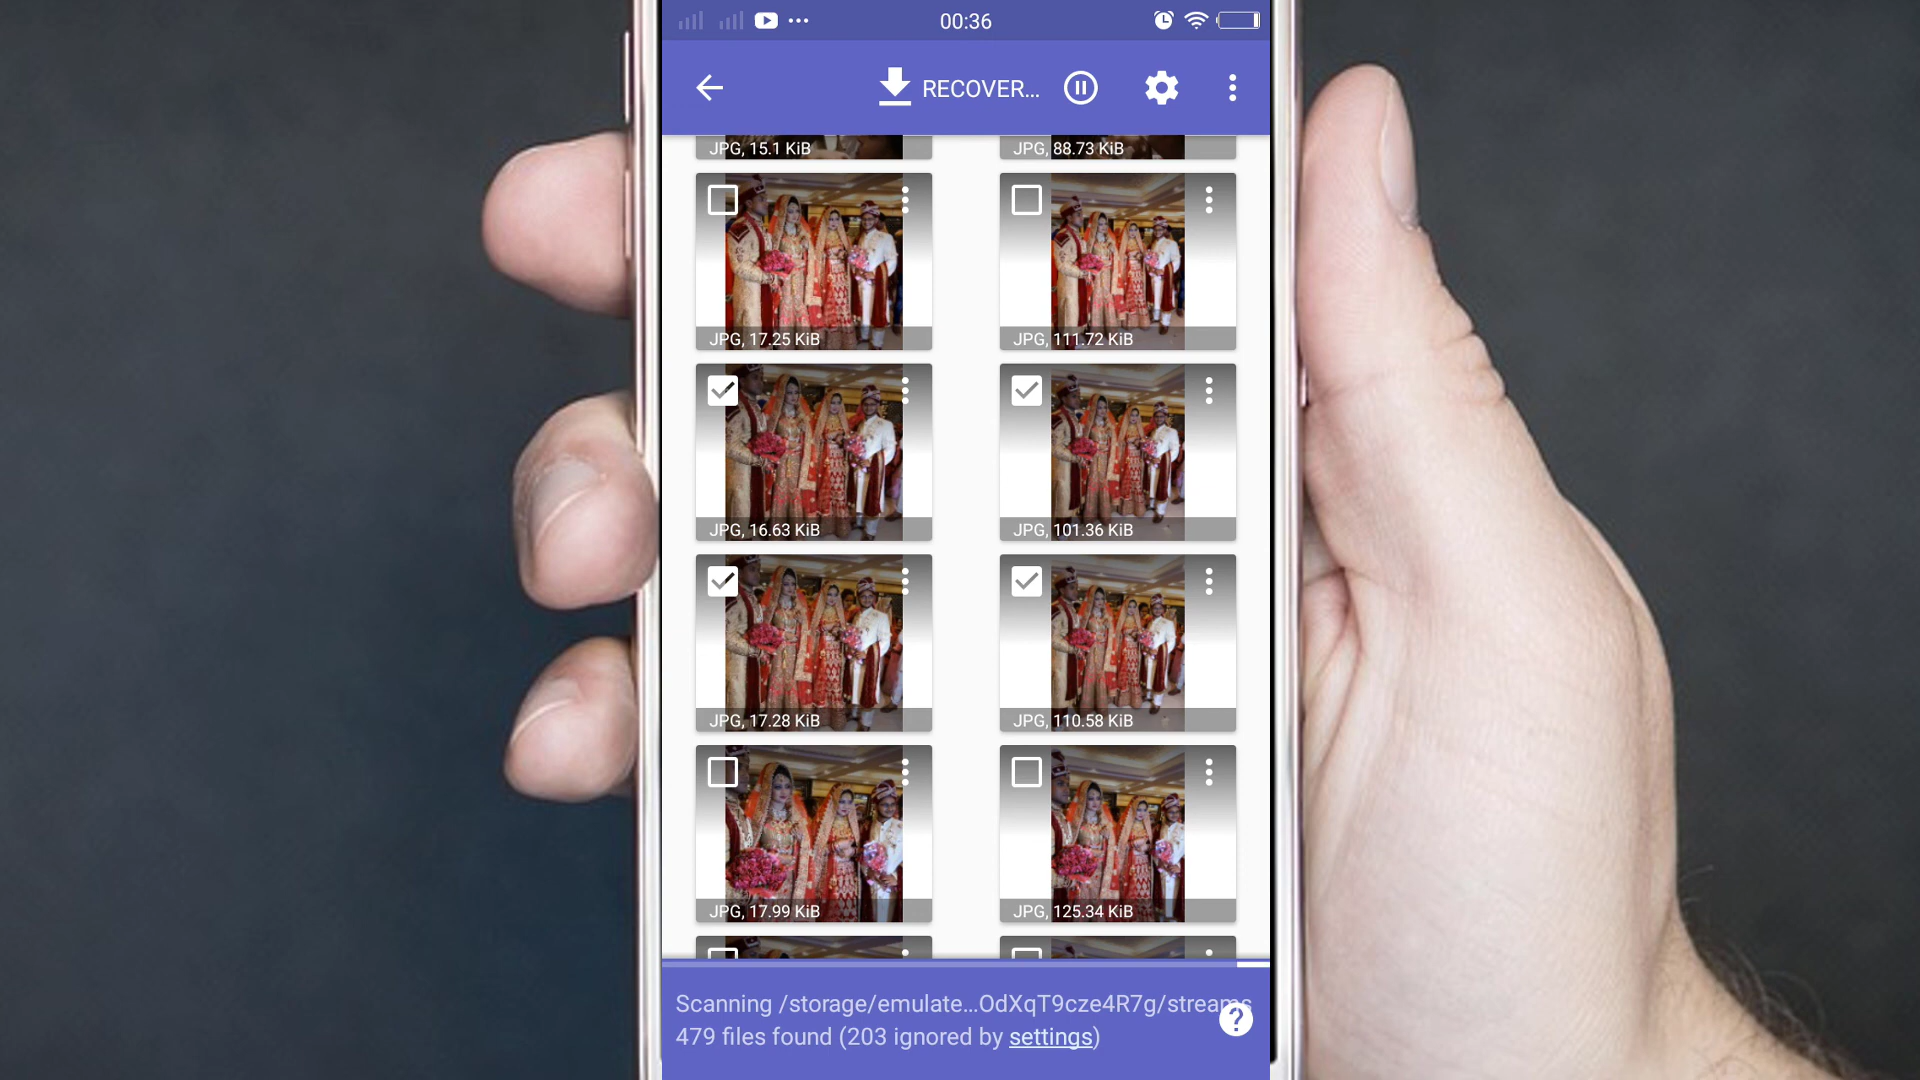 00:36
RECOVER...
JPG, 15.1 KiB
JPG, 88.73 KiB
JPG, 17.25 KiB
JPG, 111.72 KiB
JPG, 16.63 KiB
JPG, 101.36 KiB
JPG, 17.28 KiB
JPG, 110.58 KiB
JPG, 17.99 KiB
JPG, 125.34 KiB
Scanning /storage/emulate...OdXqT9cze4R7g/streams
479 files found (203 ignored by settings)